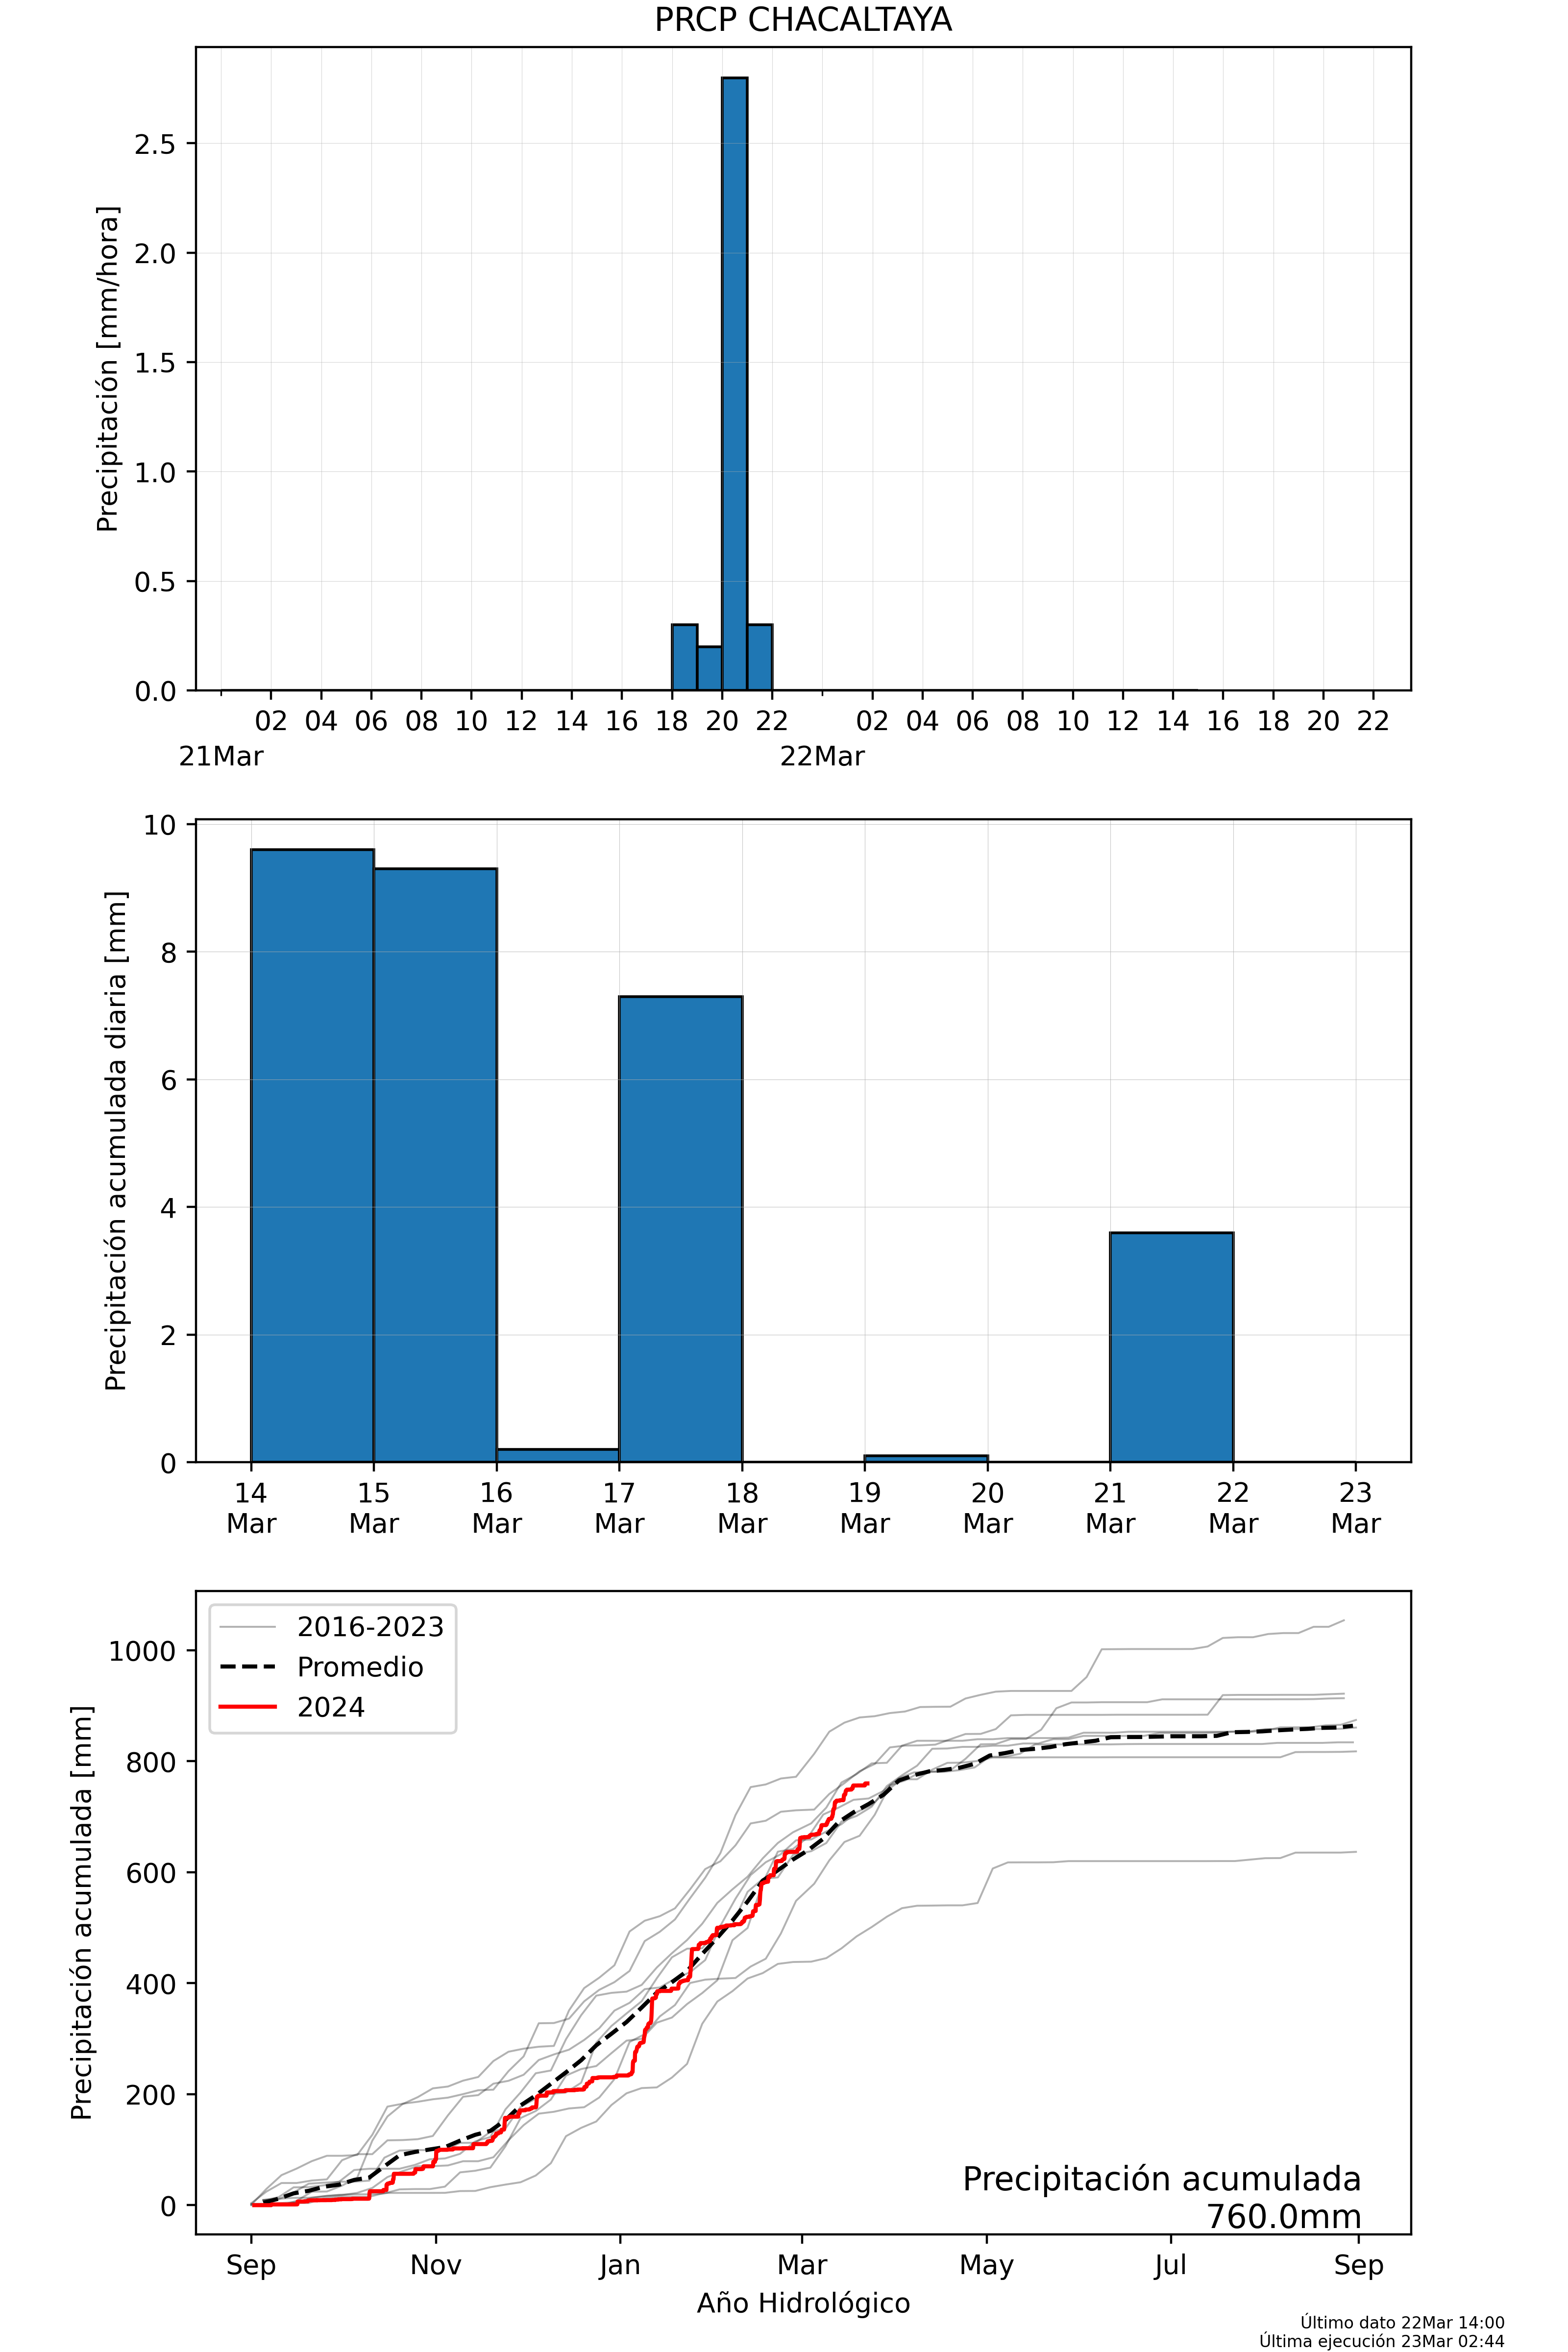 PRCP CHACALTAYA
Precipitación [mm/hora]
2.5
2.0
1.5
1.0
0.5
0.0
02 04 06 08 10 12 14 16 18 20 22 02 04 06 08 10 12 14 16 18 20 22
21Mar 22Mar
Precipitación acumulada diaria [mm]
10
8
6
4
2
0
14 15 16 17 18 19 20 21 22 23
Mar Mar Mar Mar Mar Mar Mar Mar Mar Mar
Precipitación acumulada [mm]
1000
800
600
400
200
0
2016-2023
Promedio
2024
Precipitación acumulada
760.0mm
Sep Nov Jan Mar May Jul Sep
Año Hidrológico
Último dato 22Mar 14:00
Última ejecución 23Mar 02:44